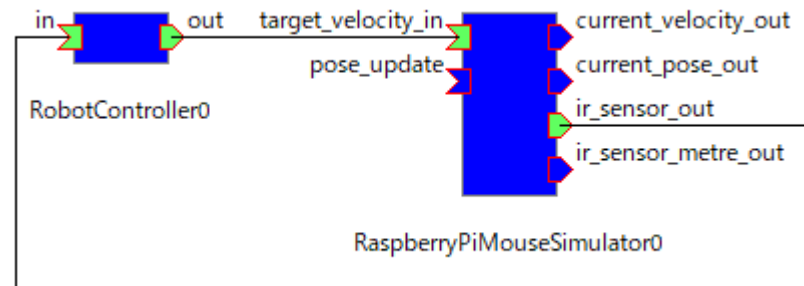 in
out
target_velocity_in
current_velocity_out
pose_update
current_pose_out
RobotController0
ir_sensor_out
ir_sensor_metre_out
RaspberryPiMouseSimulator0